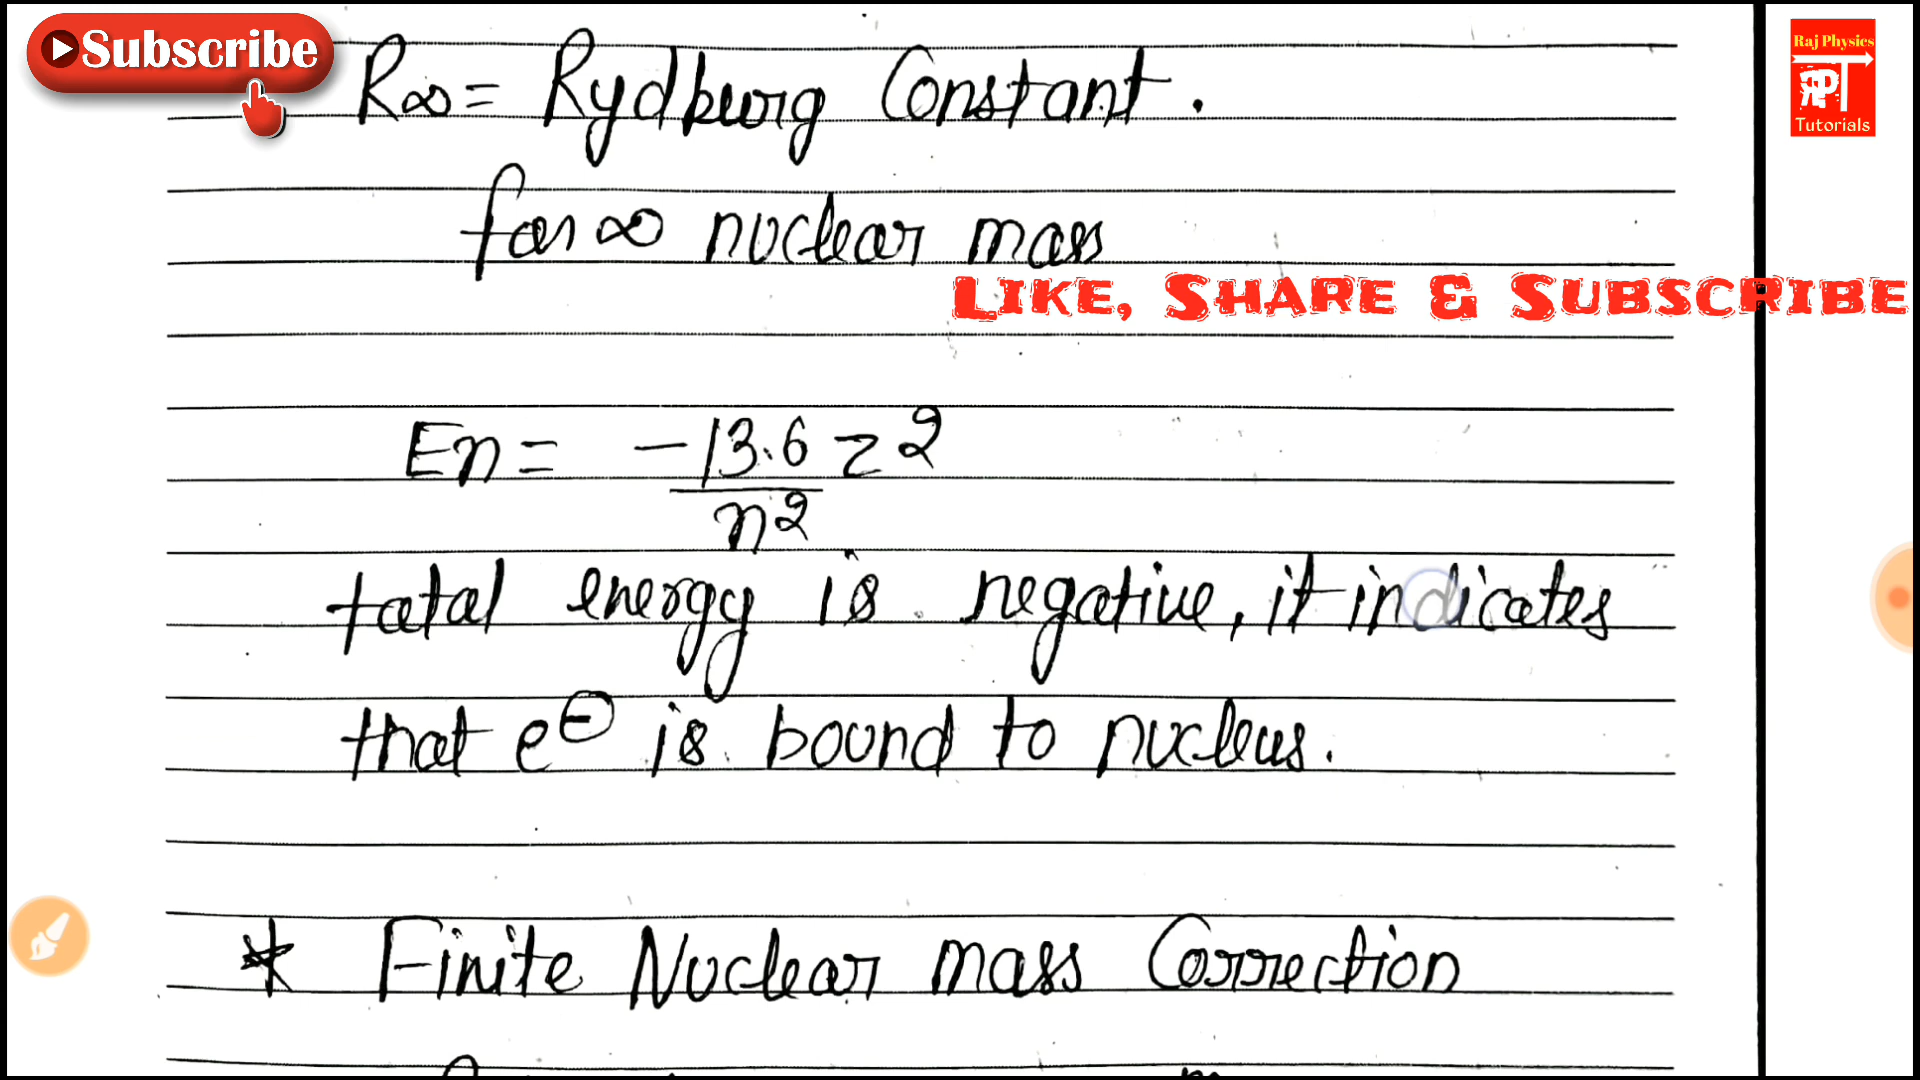 Subscribe
Raj Physics
RPT
Tutorials
R∞ = Rydburg Constant.
for ∞ nuclear mass
LIKE, SHARE & SUBSCRIBE
En = -13.6 z2
n2
total energy is negative, it indicates
that e⊖ is bound to nucleus.
* Finite Nuclear mass Correction